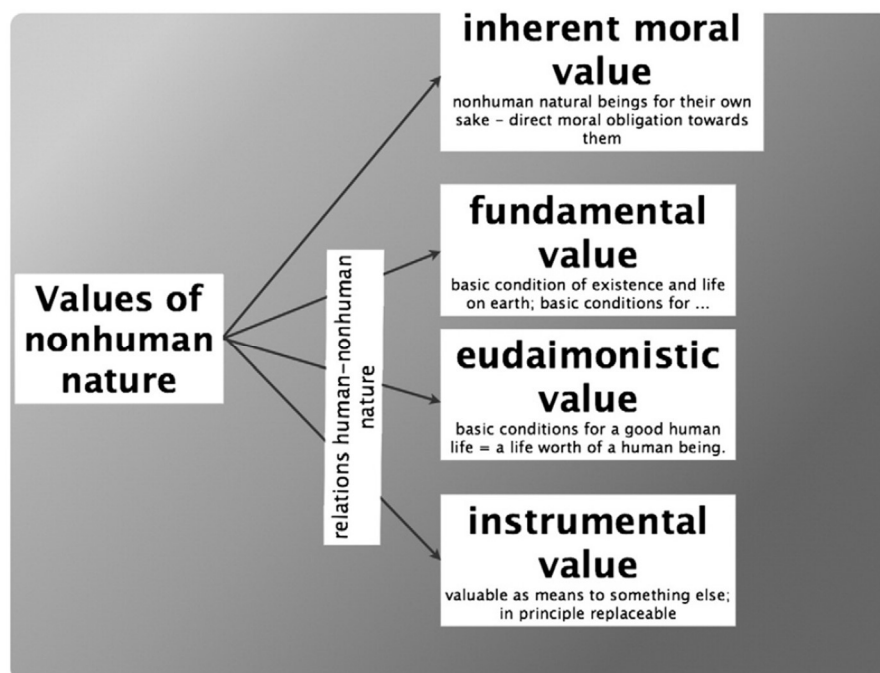 inherent moral
value
nonhuman natural beings for their own
sake – direct moral obligation towards
them
fundamental
value
basic condition of existence and life
on earth; basic conditions for ...
Values of
nonhuman
nature
relations human–nonhuman
nature
eudaimonistic
value
basic conditions for a good human
life = a life worth of a human being.
instrumental
value
valuable as means to something else;
in principle replaceable